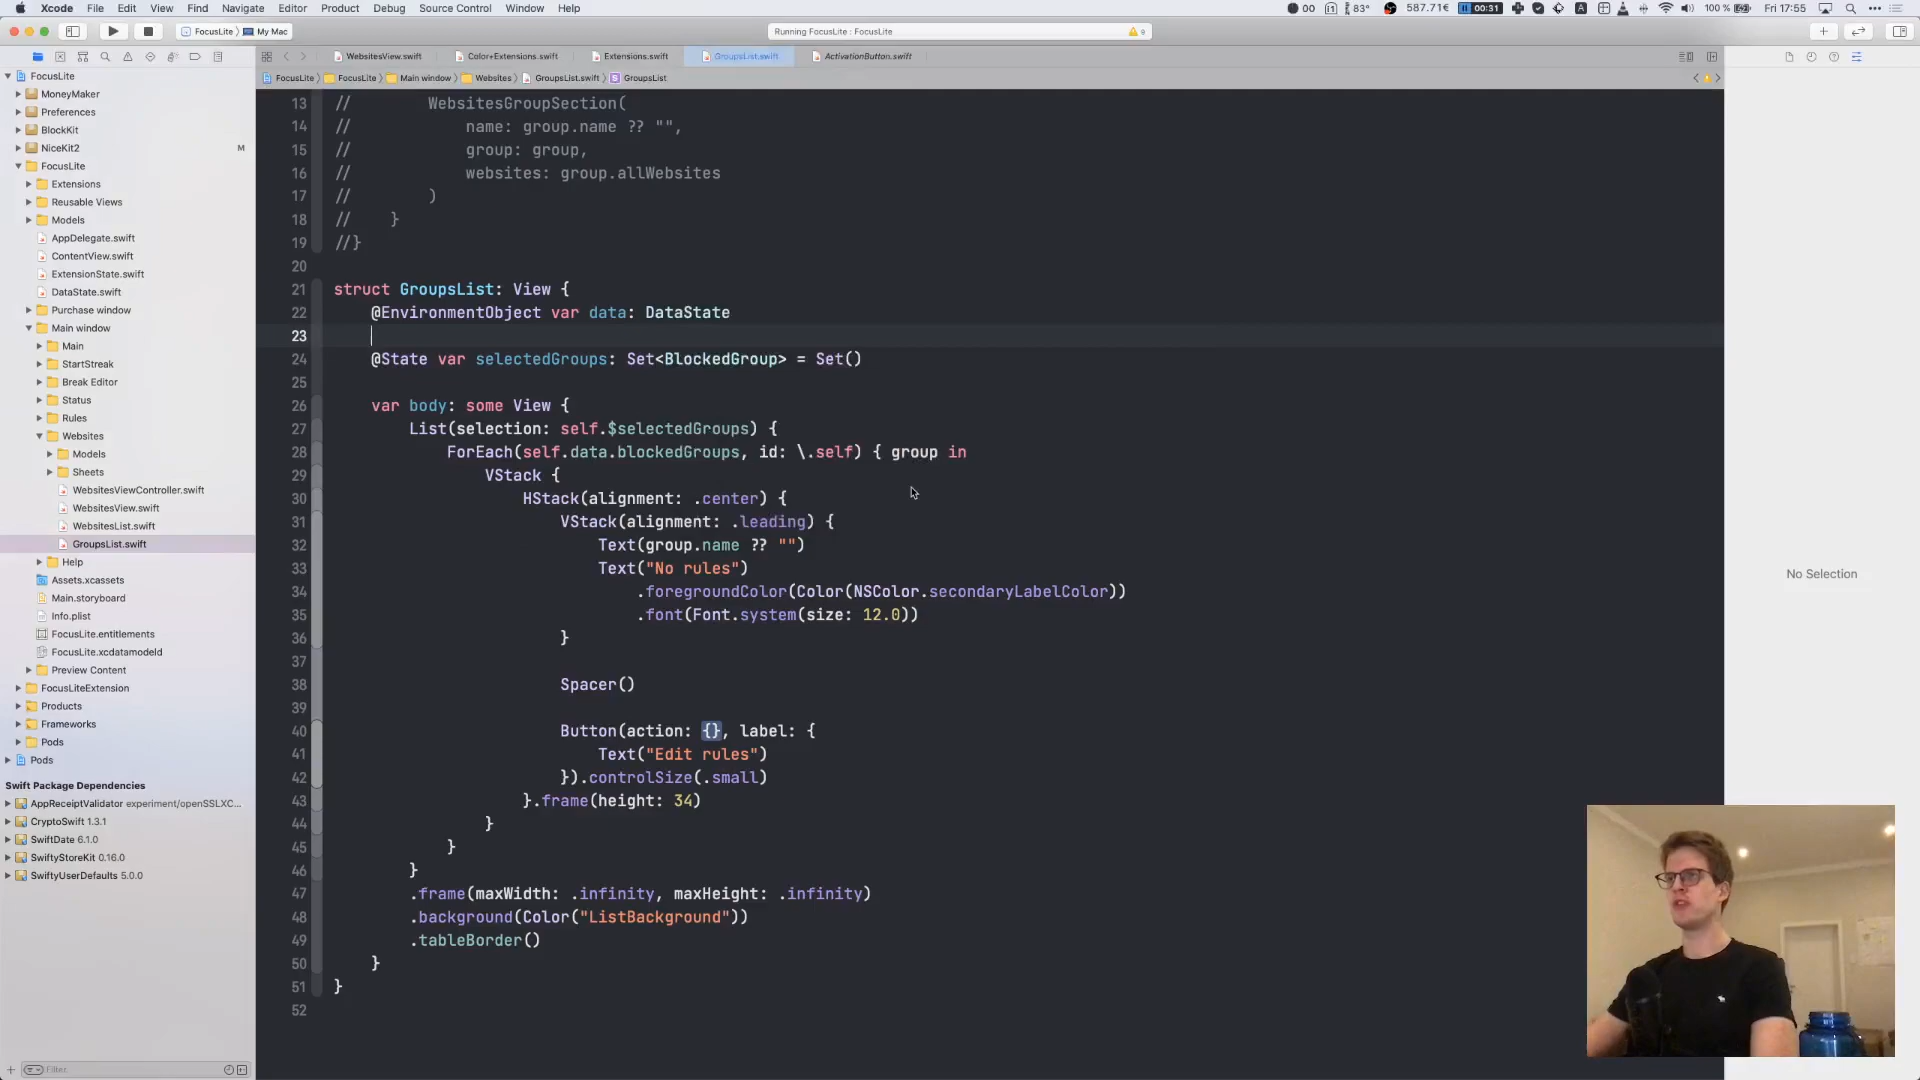 Xcode File Edit View Find Navigate Editor Product Debug Source Control Window Help
00 83° 587.71€ 00:31 100 % Fri 17:55
FocusLite My Mac
Running FocusLite : FocusLite
9
WebsitesView.swift Color+Extensions.swift Extensions.swift GroupsList.swift ActivationButton.swift
FocusLite FocusLite Main window Websites GroupsList.swift S GroupsList
FocusLite
MoneyMaker
Preferences
BlockKit
NiceKit2 M
FocusLite
Extensions
Reusable Views
Models
AppDelegate.swift
ContentView.swift
ExtensionState.swift
DataState.swift
Purchase window
Main window
Main
StartStreak
Break Editor
Status
Rules
Websites
Models
Sheets
WebsitesViewController.swift
WebsitesView.swift
WebsitesList.swift
GroupsList.swift
Help
Assets.xcassets
Main.storyboard
Info.plist
FocusLite.entitlements
FocusLite.xcdatamodeld
Preview Content
FocusLiteExtension
Products
Frameworks
Pods
Pods
Swift Package Dependencies
AppReceiptValidator experiment/openSSLXC...
CryptoSwift 1.3.1
SwiftDate 6.1.0
SwiftyStoreKit 0.16.0
SwiftyUserDefaults 5.0.0
Filter
13 // WebsitesGroupSection(
14 // name: group.name ?? "",
15 // group: group,
16 // websites: group.allWebsites
17 // )
18 // }
19 //}
20
21 struct GroupsList: View {
22 @EnvironmentObject var data: DataState
23
24 @State var selectedGroups: Set<BlockedGroup> = Set()
25
26 var body: some View {
27 List(selection: self.$selectedGroups) {
28 ForEach(self.data.blockedGroups, id: \.self) { group in
29 VStack {
30 HStack(alignment: .center) {
31 VStack(alignment: .leading) {
32 Text(group.name ?? "")
33 Text("No rules")
34 .foregroundColor(Color(NSColor.secondaryLabelColor))
35 .font(Font.system(size: 12.0))
36 }
37
38 Spacer()
39
40 Button(action: {}, label: {
41 Text("Edit rules")
42 }).controlSize(.small)
43 }.frame(height: 34)
44 }
45 }
46 }
47 .frame(maxWidth: .infinity, maxHeight: .infinity)
48 .background(Color("ListBackground"))
49 .tableBorder()
50 }
51 }
52
No Selection